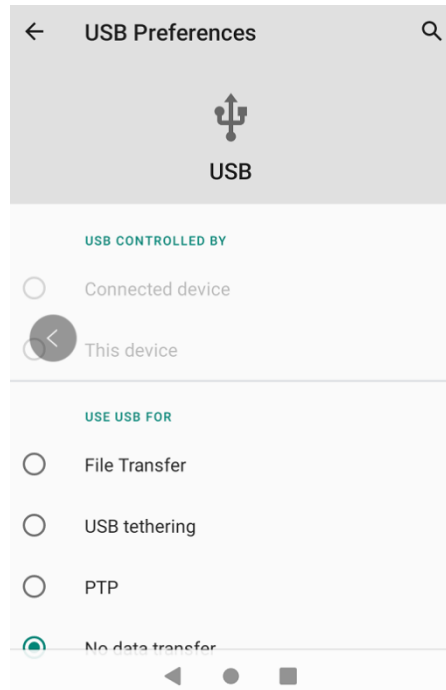 USB Preferences
USB
USB CONTROLLED BY
Connected device
This device
USE USB FOR
File Transfer
USB tethering
PTP
No data transfer